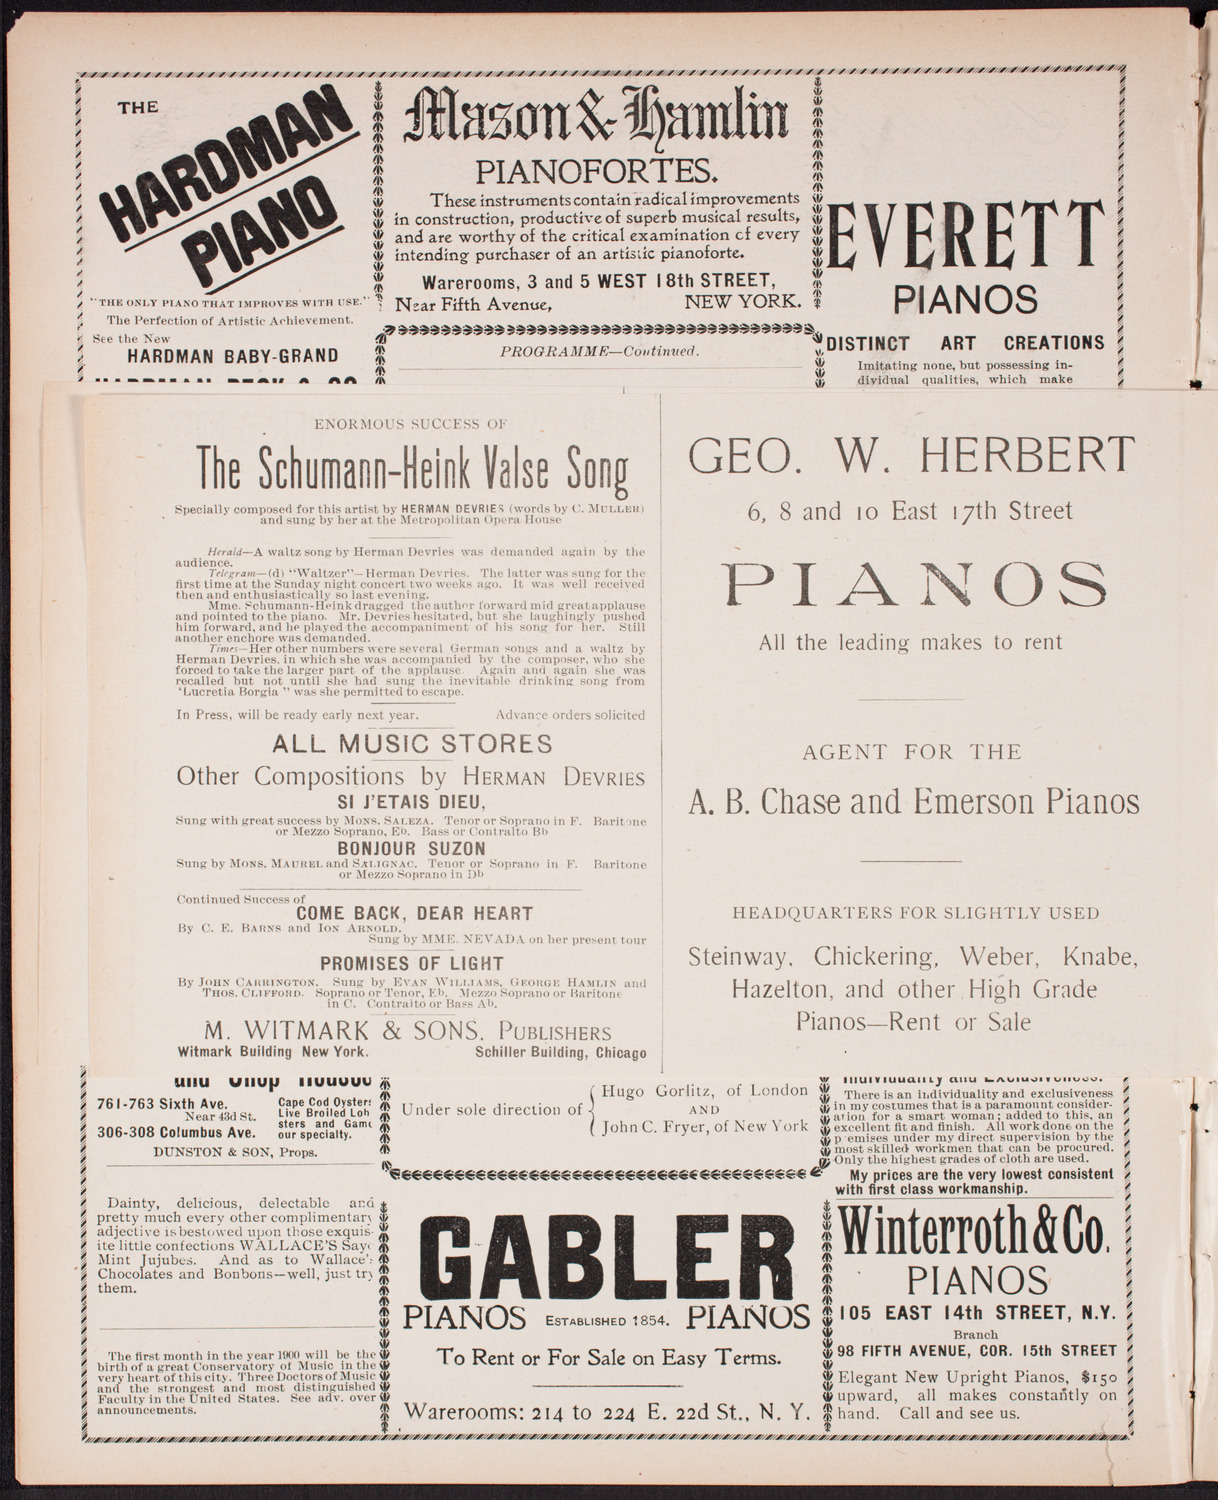 THE
HARDMAN
PIANO
"THE ONLY PIANO THAT IMPROVES WITH USE."
The Perfection of Artistic Achievement.
See the New
HARDMAN BABY-GRAND
Mason & Hamlin
PIANOFORTES.
These instruments contain radical improvements
in construction, productive of superb musical results,
and are worthy of the critical examination of every
intending purchaser of an artistic pianoforte.
Warerooms, 3 and 5 WEST 18th STREET,
Near Fifth Avenue, NEW YORK.
PROGRAMME—Continued.
EVERETT
PIANOS
DISTINCT ART CREATIONS
Imitating none, but possessing in-
dividual qualities, which make
ENORMOUS SUCCESS OF
The Schumann-Heink Valse Song
Specially composed for this artist by HERMAN DEVRIES (words by C. MULLER)
and sung by her at the Metropolitan Opera House
Herald—A waltz song by Herman Devries was demanded again by the
audience.
Telegram—(d) "Waltzer"—Herman Devries. The latter was sung for the
first time at the Sunday night concert two weeks ago. It was well received
then and enthusiastically so last evening.
Mme. Schumann-Heink dragged the author forward mid great applause
and pointed to the piano. Mr. Devries hesitated, but she laughingly pushed
him forward, and he played the accompaniment of his song for her. Still
another enchore was demanded.
Times—Her other numbers were several German songs and a waltz by
Herman Devries, in which she was accompanied by the composer, who she
forced to take the larger part of the applause. Again and again she was
recalled but not until she had sung the inevitable drinking song from
'Lucretia Borgia " was she permitted to escape.
In Press, will be ready early next year. Advance orders solicited
ALL MUSIC STORES
Other Compositions by HERMAN DEVRIES
SI J'ETAIS DIEU,
Sung with great success by MONS. SALEZA. Tenor or Soprano in F. Baritone
or Mezzo Soprano, Eb. Bass or Contralto Bb
BONJOUR SUZON
Sung by MONS. MAUREL and SALIGNAC. Tenor or Soprano in F. Baritone
or Mezzo Soprano in Db
Continued Success of
COME BACK, DEAR HEART
By C. E. BARNS and ION ARNOLD.
Sung by MME. NEVADA on her present tour
PROMISES OF LIGHT
By JOHN CARRINGTON. Sung by EVAN WILLIAMS, GEORGE HAMLIN and
THOS. CLIFFORD. Soprano or Tenor, Eb. Mezzo Soprano or Baritone
in C. Contralto or Bass Ab.
M. WITMARK & SONS, PUBLISHERS
Witmark Building New York. Schiller Building, Chicago
GEO. W. HERBERT
6, 8 and 10 East 17th Street
PIANOS
All the leading makes to rent
AGENT FOR THE
A. B. Chase and Emerson Pianos
HEADQUARTERS FOR SLIGHTLY USED
Steinway, Chickering, Weber, Knabe,
Hazelton, and other High Grade
Pianos—Rent or Sale
761-763 Sixth Ave.
Near 43d St.
306-308 Columbus Ave.
Cape Cod Oysters
Live Broiled Lob
sters and Game
our specialty.
DUNSTON & SON, Props.
Dainty, delicious, delectable and
pretty much every other complimentary
adjective is bestowed upon those exquis-
ite little confections WALLACE'S Say
Mint Jujubes. And as to Wallace's
Chocolates and Bonbons—well, just try
them.
The first month in the year 1900 will be the
birth of a great Conservatory of Music in the
very heart of this city. Three Doctors of Music
and the strongest and most distinguished
Faculty in the United States. See adv. over
announcements.
Under sole direction of
Hugo Gorlitz, of London
AND
John C. Fryer, of New York
GABLER
PIANOS ESTABLISHED 1854. PIANOS
To Rent or For Sale on Easy Terms.
Warerooms: 214 to 224 E. 22d St., N. Y.
Individuality and Exclusiveness.
There is an individuality and exclusiveness
in my costumes that is a paramount consider-
ation for a smart woman; added to this, an
excellent fit and finish. All work done on the
p emises under my direct supervision by the
most skilled workmen that can be procured.
Only the highest grades of cloth are used.
My prices are the very lowest consistent
with first class workmanship.
Winterroth & Co.
PIANOS
105 EAST 14th STREET, N.Y.
Branch
98 FIFTH AVENUE, COR. 15th STREET
Elegant New Upright Pianos, $150
upward, all makes constantly on
hand. Call and see us.